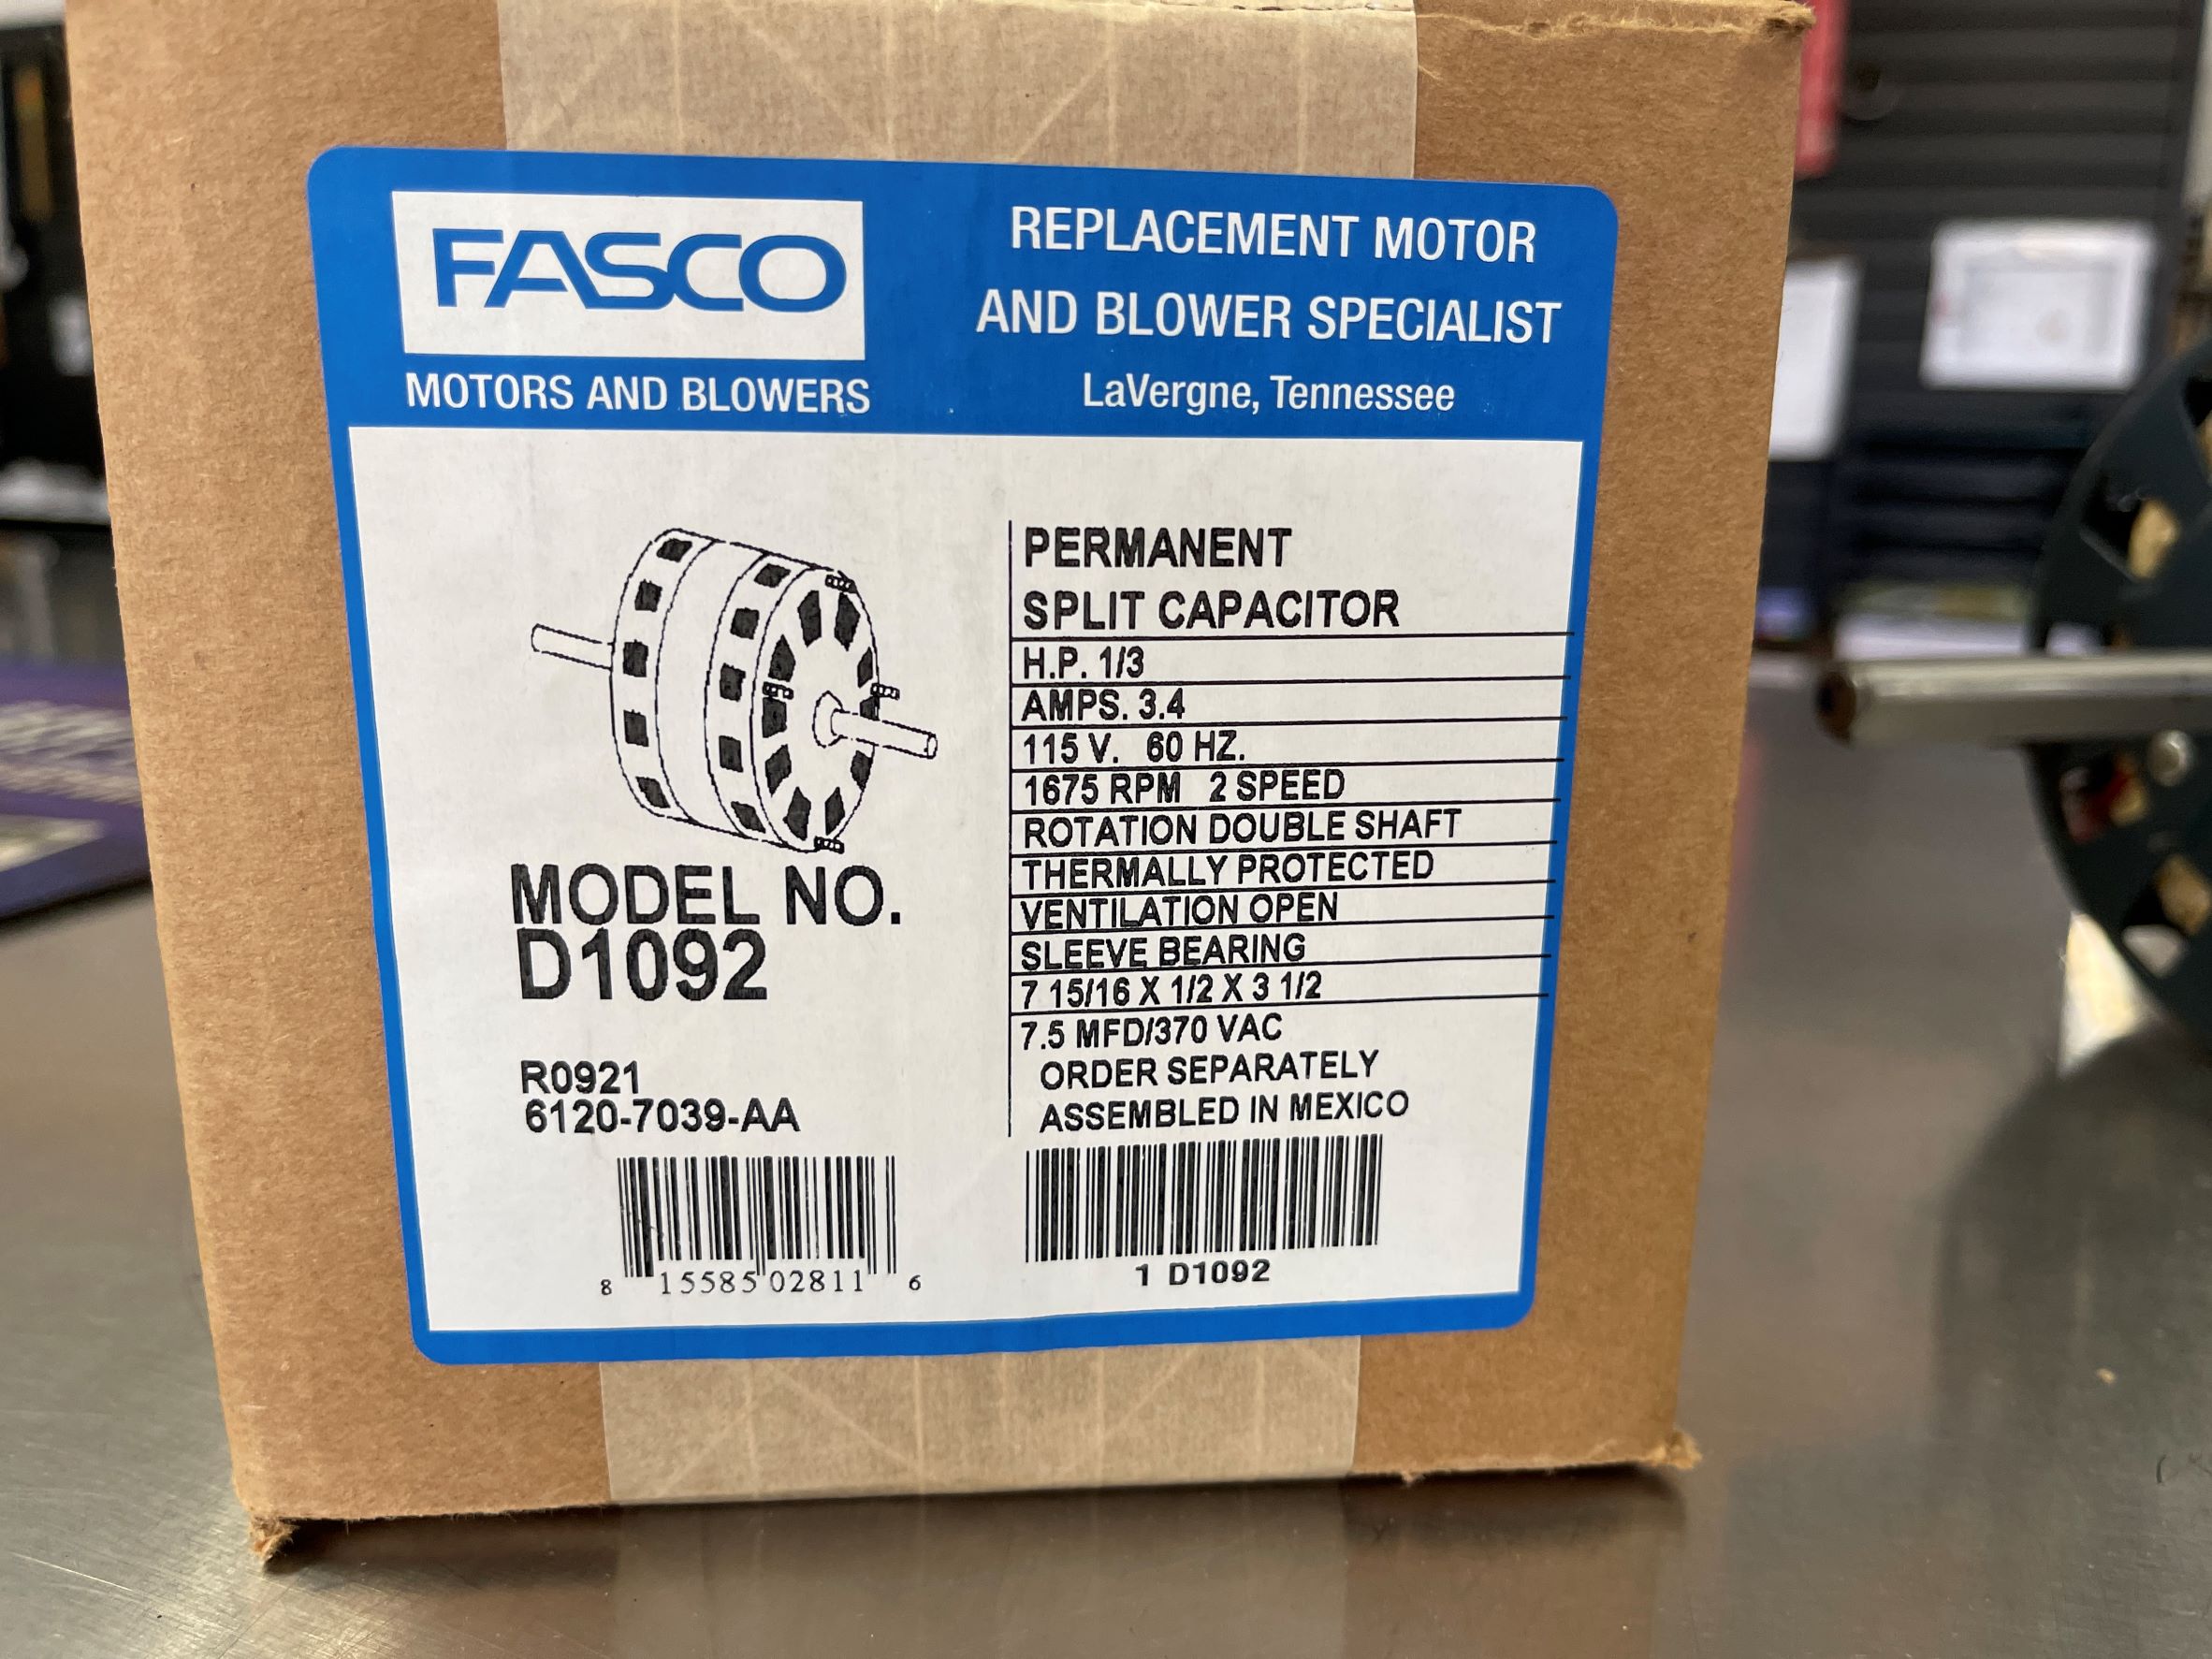 FASCO
MOTORS AND BLOWERS
REPLACEMENT MOTOR
AND BLOWER SPECIALIST
LaVergne, Tennessee
MODEL NO.
D1092
R0921
6120-7039-AA
8 15585 02811 6
PERMANENT
SPLIT CAPACITOR
H.P. 1/3
AMPS. 3.4
115 V. 60 HZ.
1675 RPM 2 SPEED
ROTATION DOUBLE SHAFT
THERMALLY PROTECTED
VENTILATION OPEN
SLEEVE BEARING
7 15/16 X 1/2 X 3 1/2
7.5 MFD/370 VAC
ORDER SEPARATELY
ASSEMBLED IN MEXICO
1 D1092